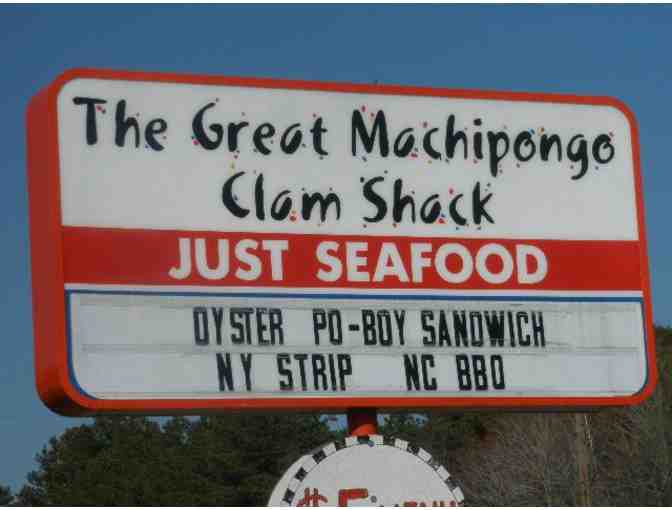 The Great Machipongo
Clam Shack
JUST SEAFOOD
OYSTER PO-BOY SANDWICH
NY STRIP NC BBQ